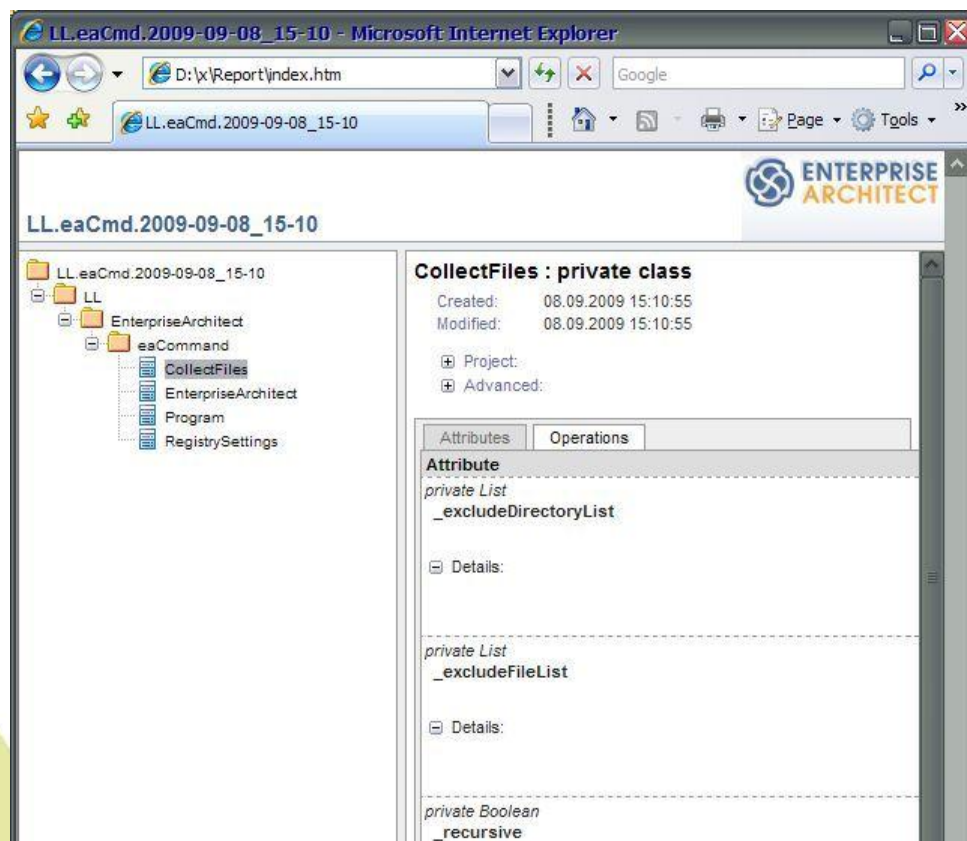 LL.eaCmd.2009-09-08_15-10 - Microsoft Internet Explorer
D:\x\Report\index.htm
Google
LL.eaCmd.2009-09-08_15-10
Page
Tools
»
ENTERPRISE
ARCHITECT
LL.eaCmd.2009-09-08_15-10
LL.eaCmd.2009-09-08_15-10
LL
EnterpriseArchitect
eaCommand
CollectFiles
EnterpriseArchitect
Program
RegistrySettings
CollectFiles : private class
Created: 08.09.2009 15:10:55
Modified: 08.09.2009 15:10:55
Project:
Advanced:
Attributes Operations
Attribute
private List
_excludeDirectoryList
Details:
private List
_excludeFileList
Details:
private Boolean
_recursive